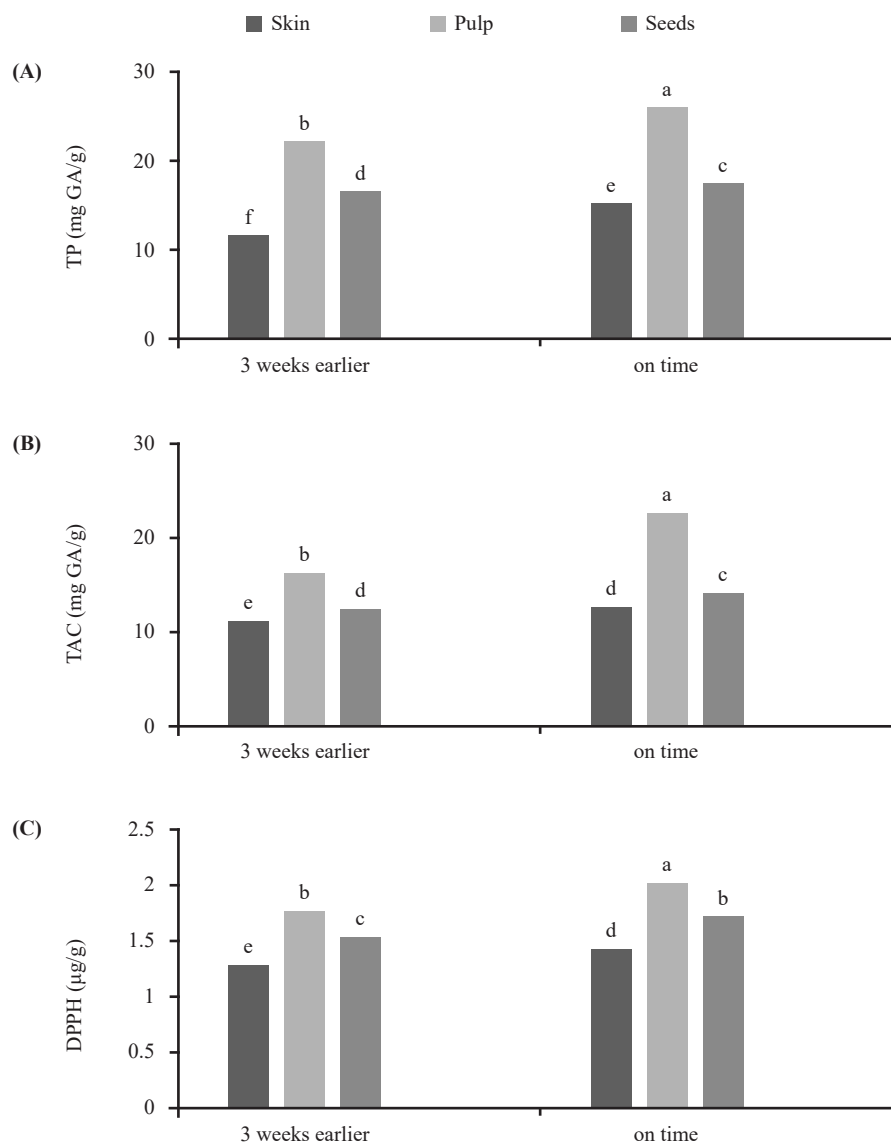 Skin Pulp Seeds
(A)
TP (mg GA/g)
30
20
10
0
f
b
d
e
a
c
3 weeks earlier
on time
(B)
TAC (mg GA/g)
30
20
10
0
e
b
d
d
a
c
3 weeks earlier
on time
(C)
DPPH (µg/g)
2.5
2
1.5
1
0.5
0
e
b
c
d
a
b
3 weeks earlier
on time